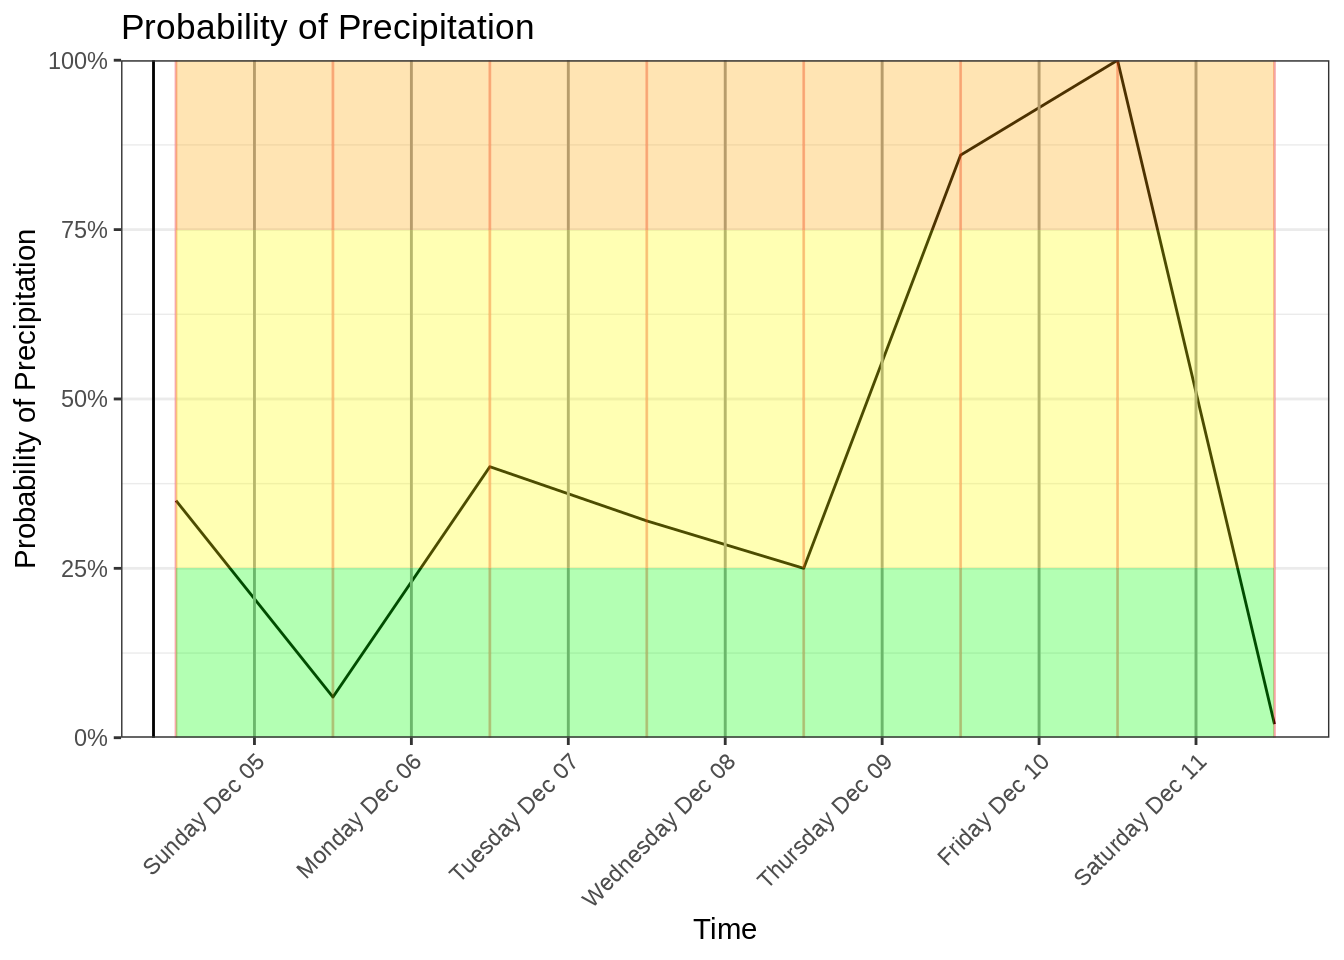 Probability of Precipitation
Probability of Precipitation
100%
75%
50%
25%
0%
Sunday Dec 05
Monday Dec 06
Tuesday Dec 07
Wednesday Dec 08
Thursday Dec 09
Friday Dec 10
Saturday Dec 11
Time